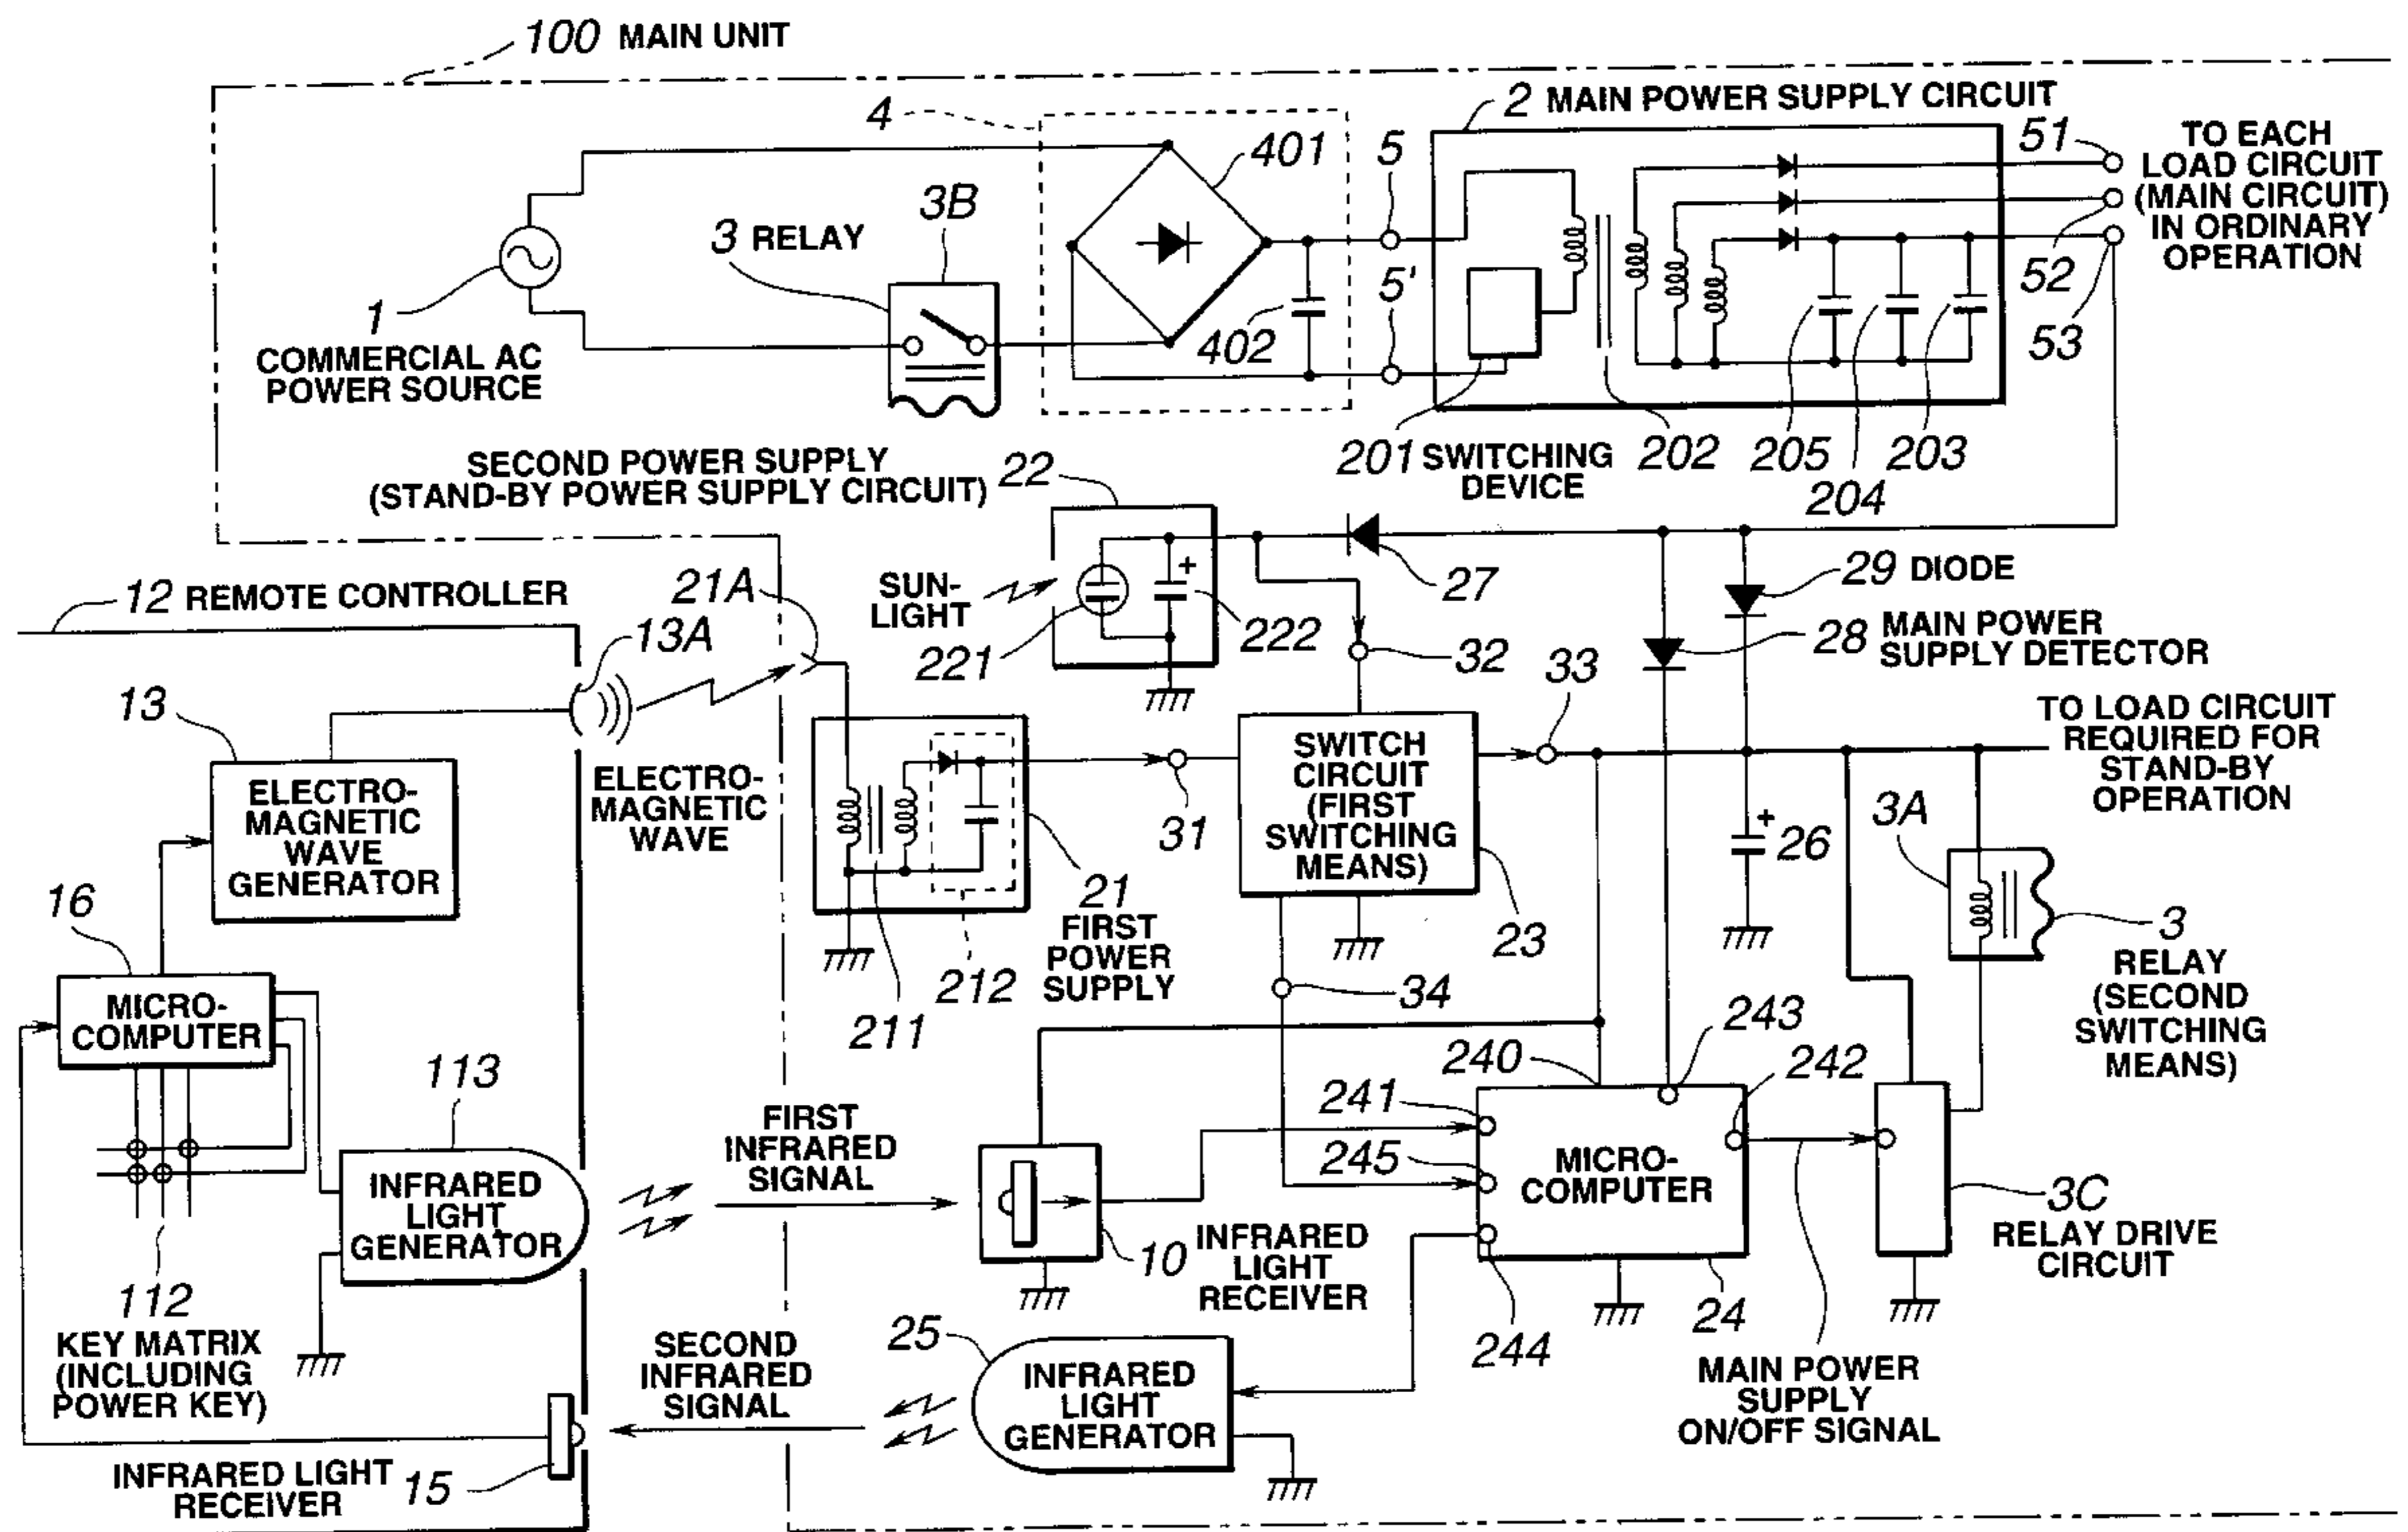 100 MAIN UNIT
2 MAIN POWER SUPPLY CIRCUIT
4
401
5
51
TO EACH
LOAD CIRCUIT
(MAIN CIRCUIT)
IN ORDINARY
OPERATION
3 RELAY
3B
5'
52
1
402
53
COMMERCIAL AC
POWER SOURCE
201 SWITCHING
DEVICE
202
205
203
204
SECOND POWER SUPPLY
(STAND-BY POWER SUPPLY CIRCUIT)
22
12 REMOTE CONTROLLER
21A
SUN-
LIGHT
+
27
29 DIODE
13A
221
222
32
28 MAIN POWER
SUPPLY DETECTOR
13
33
TO LOAD CIRCUIT
REQUIRED FOR
STAND-BY
OPERATION
ELECTRO-
MAGNETIC
WAVE
GENERATOR
ELECTRO-
MAGNETIC
WAVE
31
SWITCH
CIRCUIT
(FIRST
SWITCHING
MEANS)
+
26
3A
16
21
FIRST
POWER
SUPPLY
23
3
RELAY
(SECOND
SWITCHING
MEANS)
212
211
34
MICRO-
COMPUTER
243
240
242
113
FIRST
INFRARED
SIGNAL
241
245
MICRO-
COMPUTER
INFRARED
LIGHT
GENERATOR
3C
RELAY DRIVE
CIRCUIT
10 INFRARED
LIGHT
RECEIVER
112
KEY MATRIX
(INCLUDING
POWER KEY)
24
244
SECOND
INFRARED
SIGNAL
25
INFRARED
LIGHT
GENERATOR
MAIN POWER
SUPPLY
ON/OFF SIGNAL
INFRARED LIGHT
RECEIVER
15